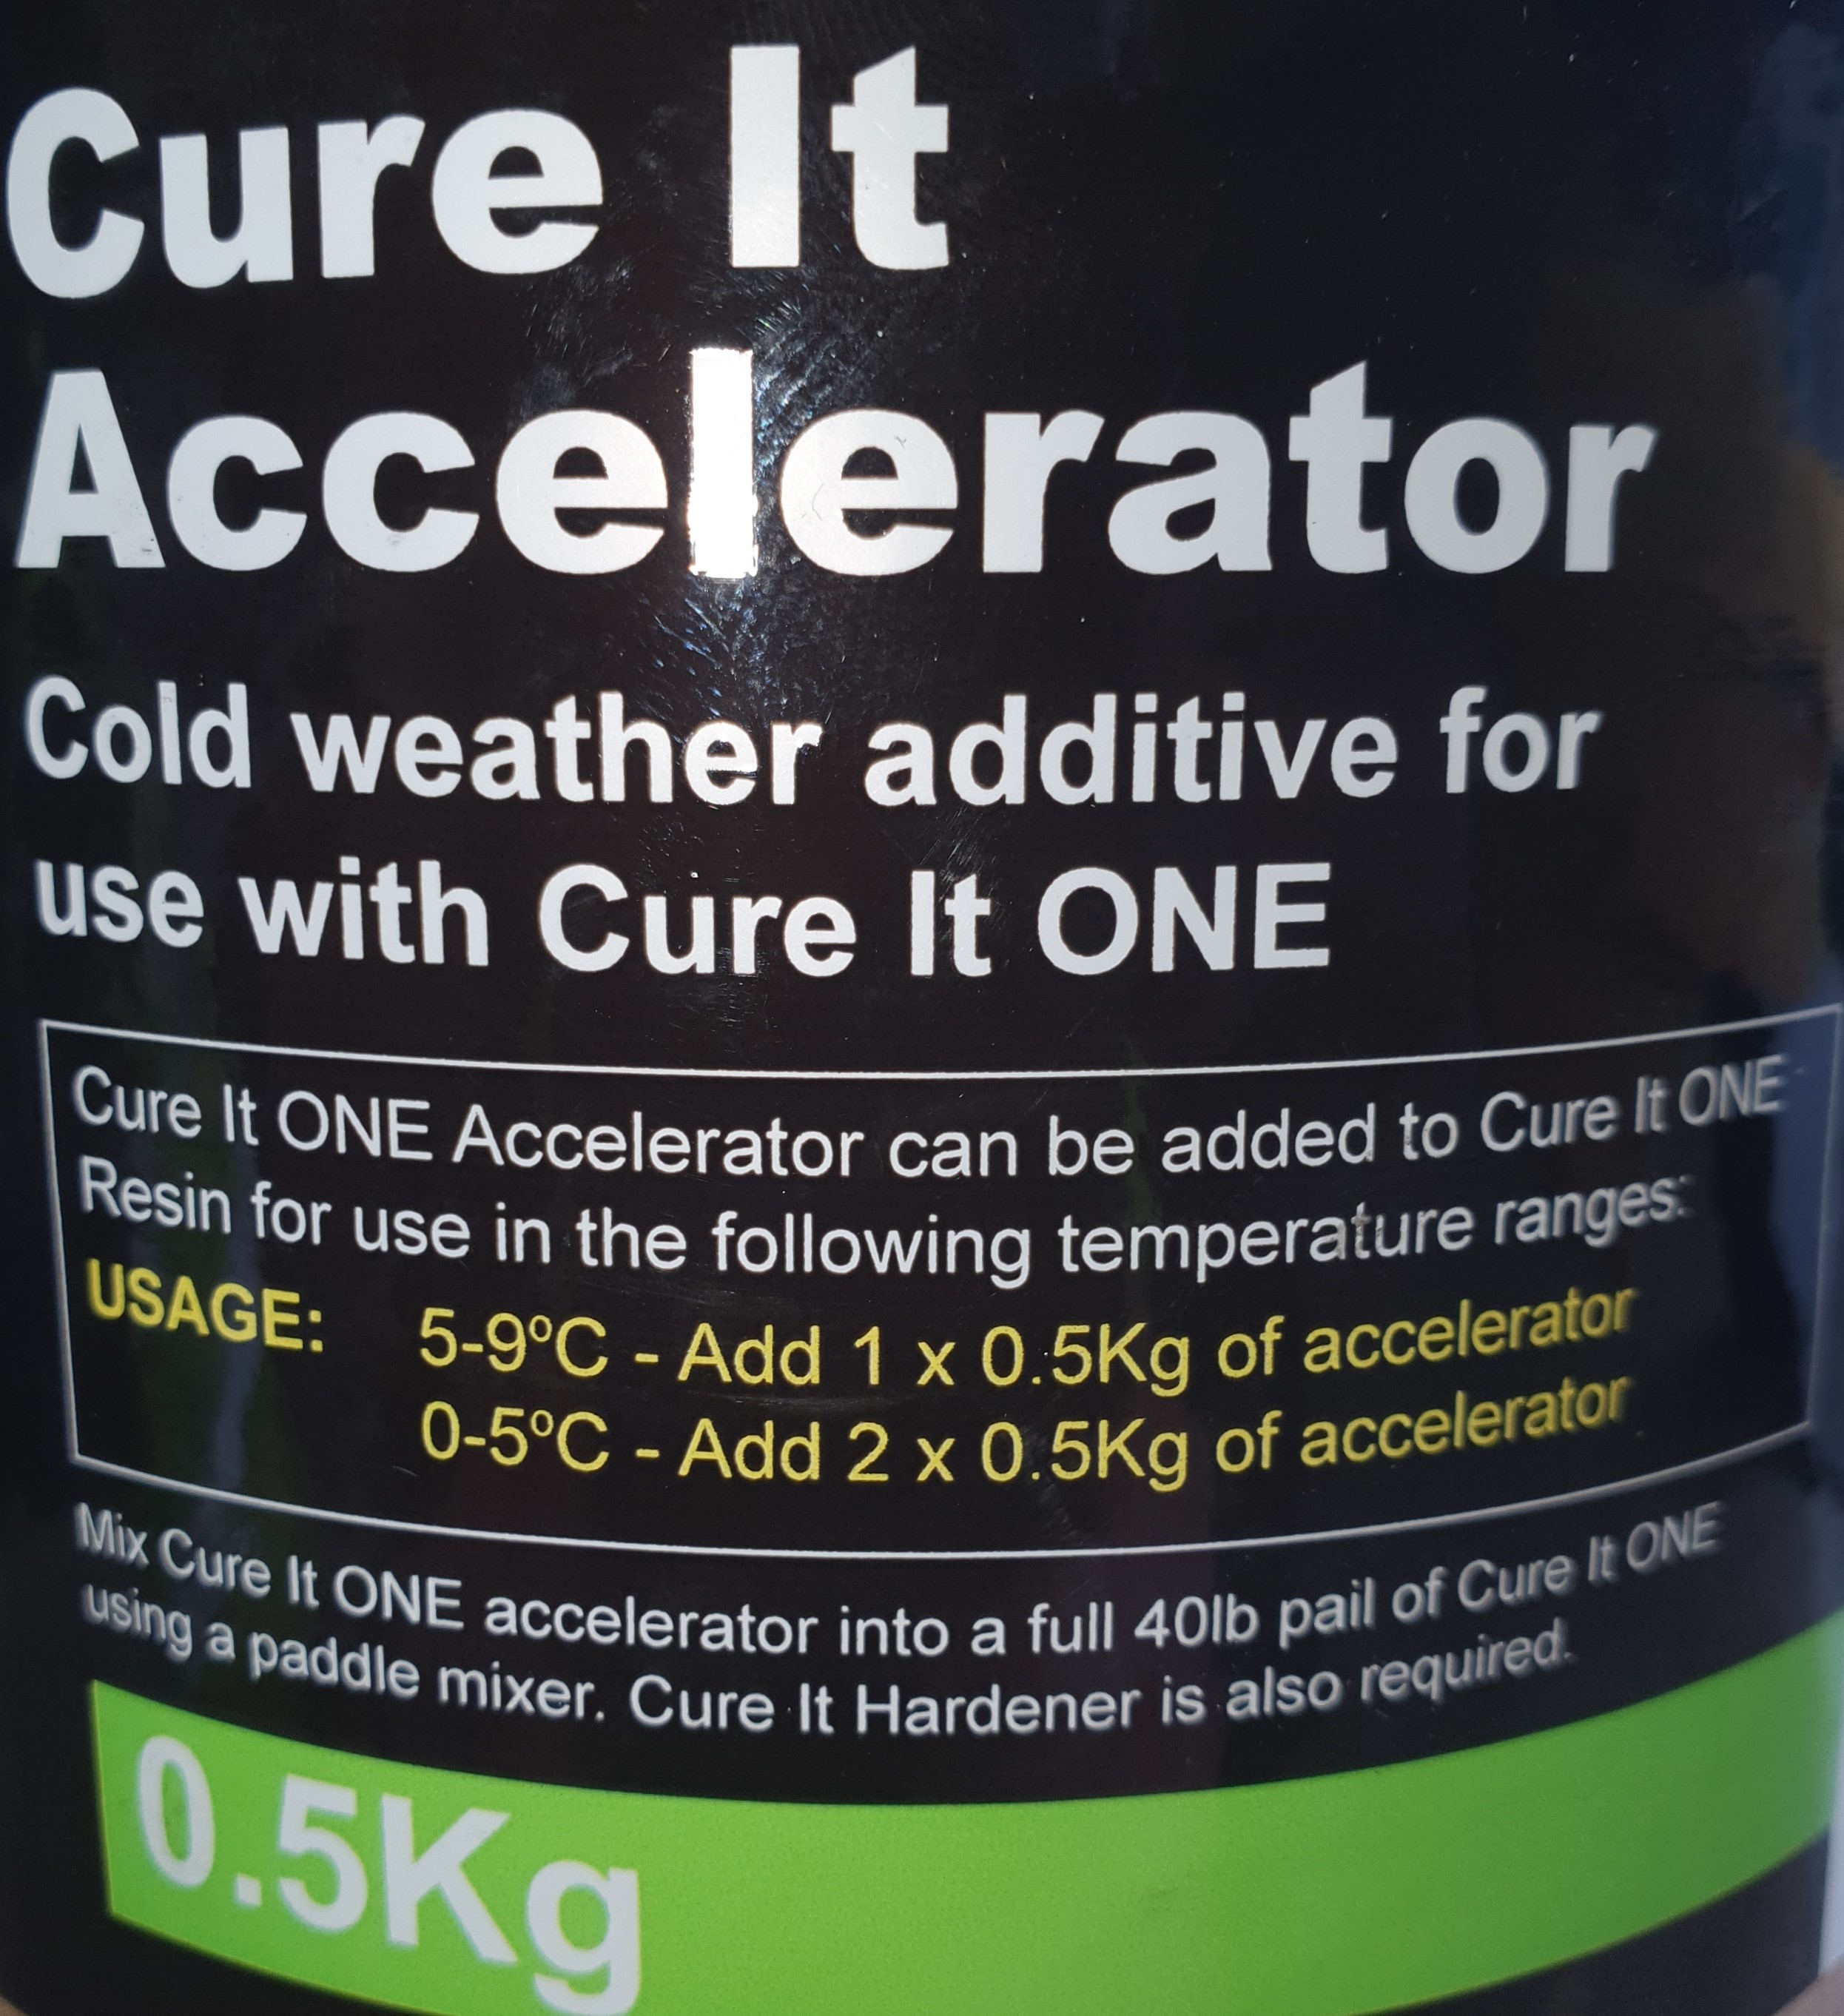 Cure It
Accelerator
Cold weather additive for
use with Cure It ONE
Cure It ONE Accelerator can be added to Cure It ONE
Resin for use in the following temperature ranges:
USAGE: 5-9ºC - Add 1 x 0.5Kg of accelerator
0-5ºC - Add 2 x 0.5Kg of accelerator
Mix Cure It ONE accelerator into a full 40lb pail of Cure It ONE
using a paddle mixer. Cure It Hardener is also required.
0.5Kg